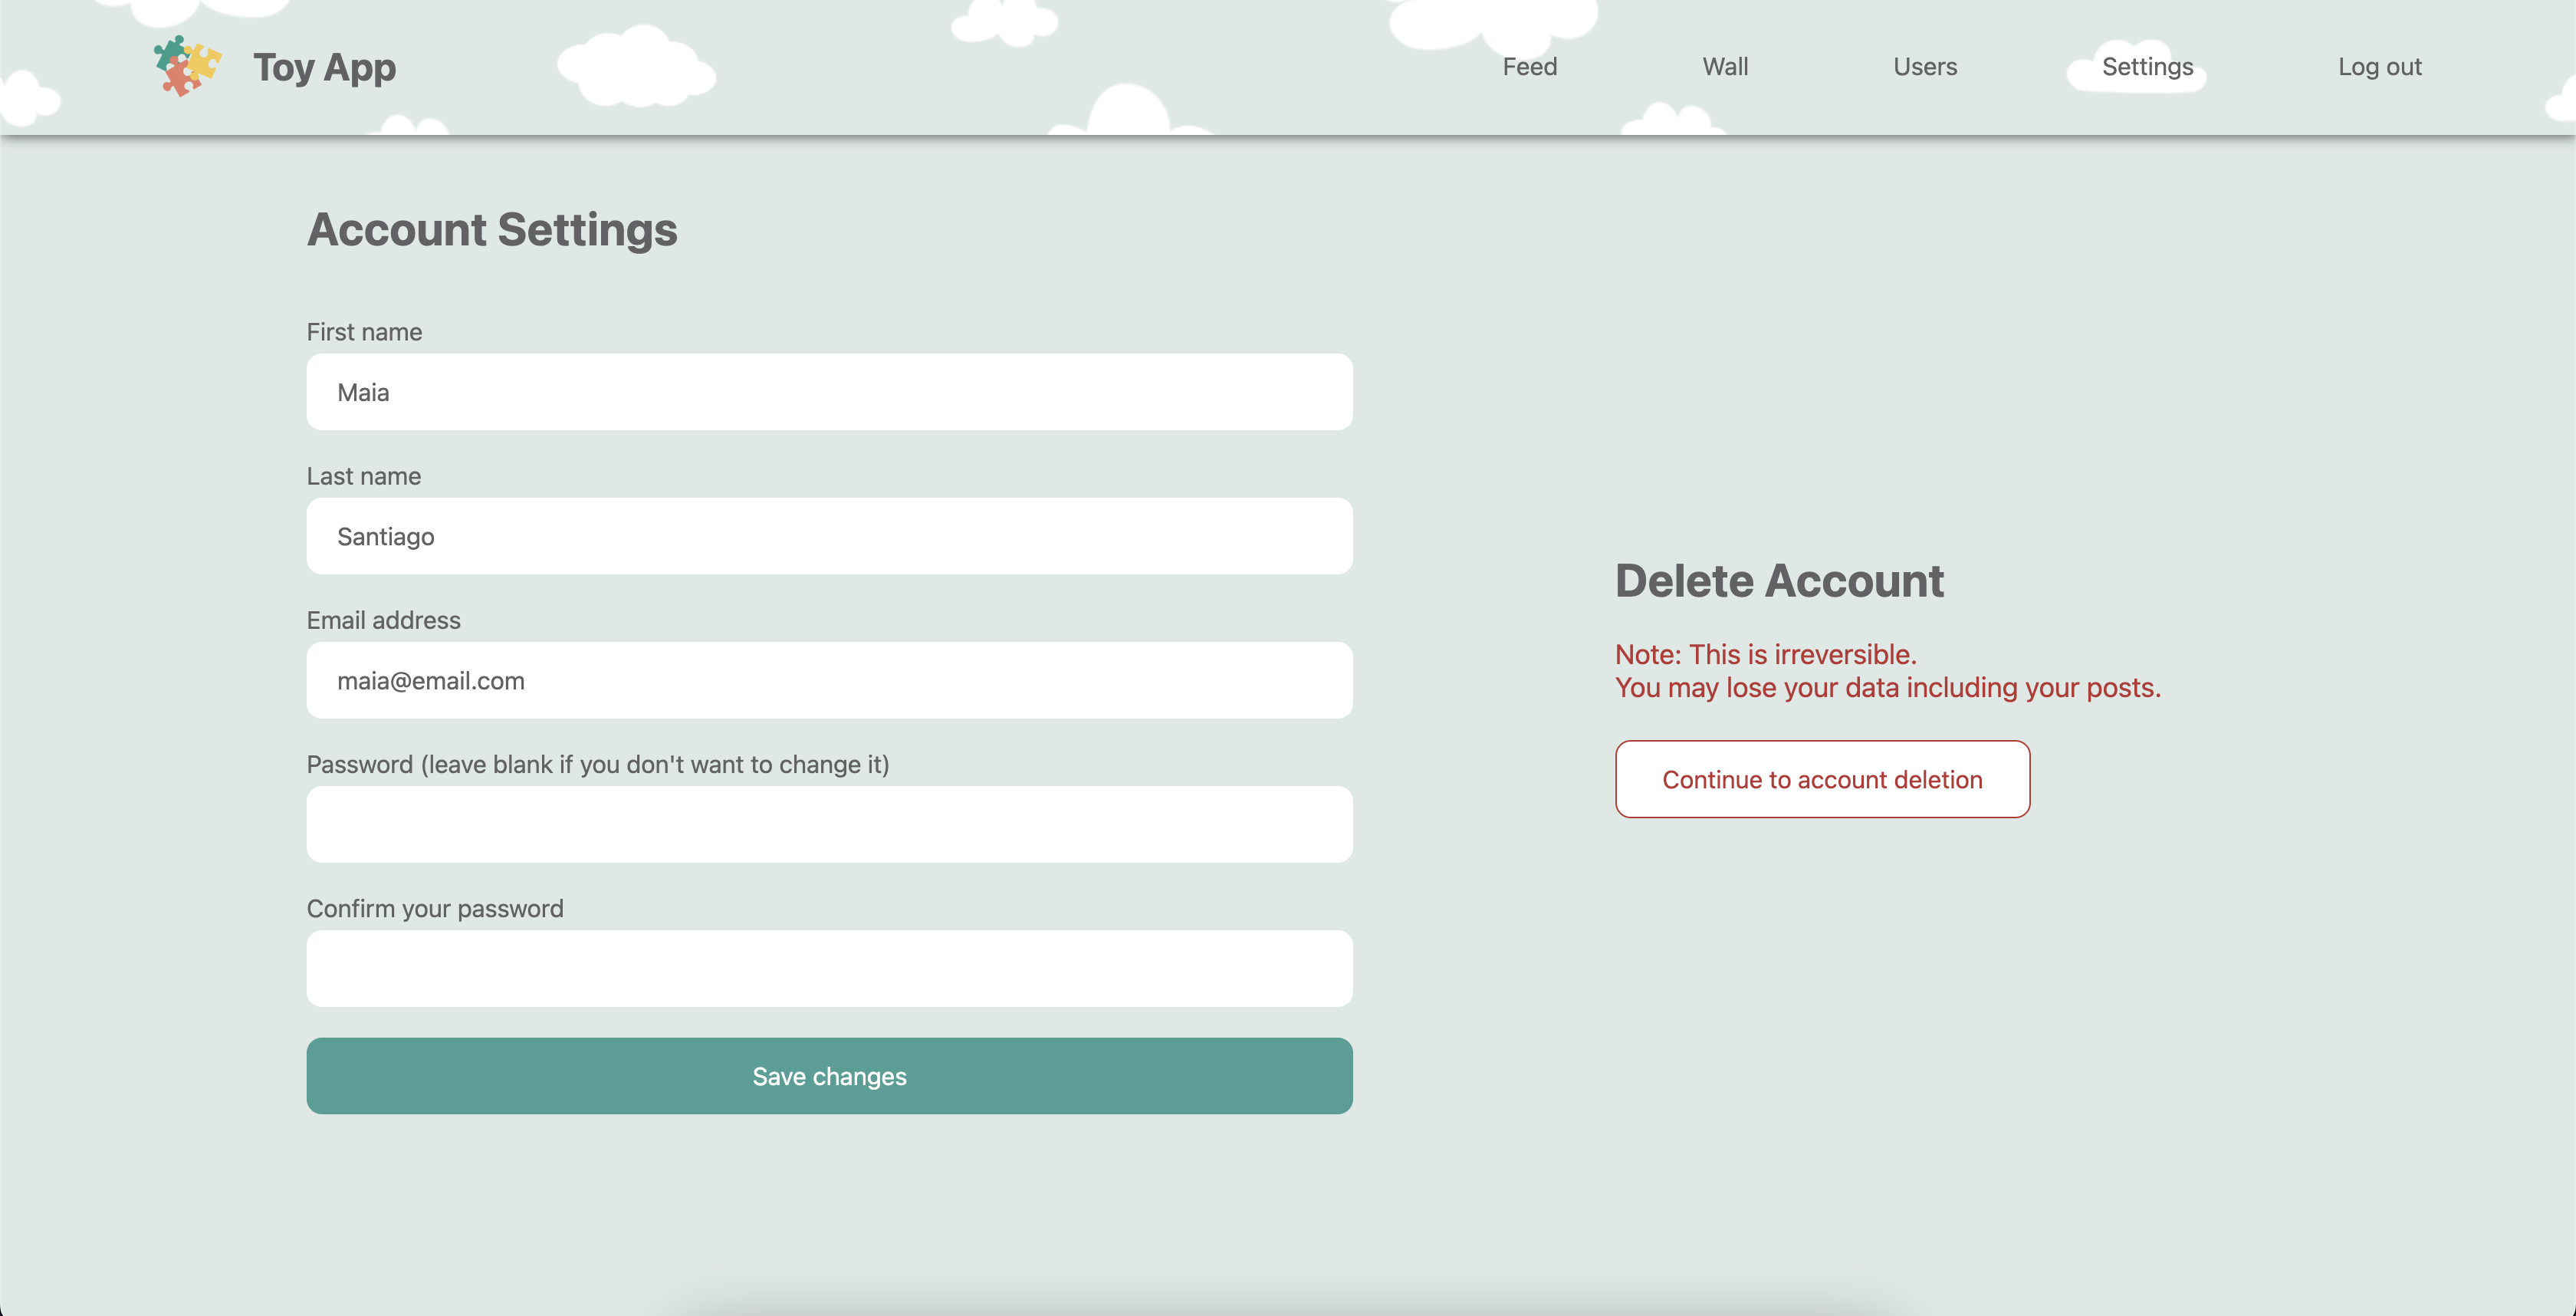 Toy App
Feed
Wall
Users
Settings
Log out
Account Settings
First name
Maia
Last name
Santiago
Email address
maia@email.com
Password (leave blank if you don't want to change it)
Confirm your password
Save changes
Delete Account
Note: This is irreversible.
You may lose your data including your posts.
Continue to account deletion